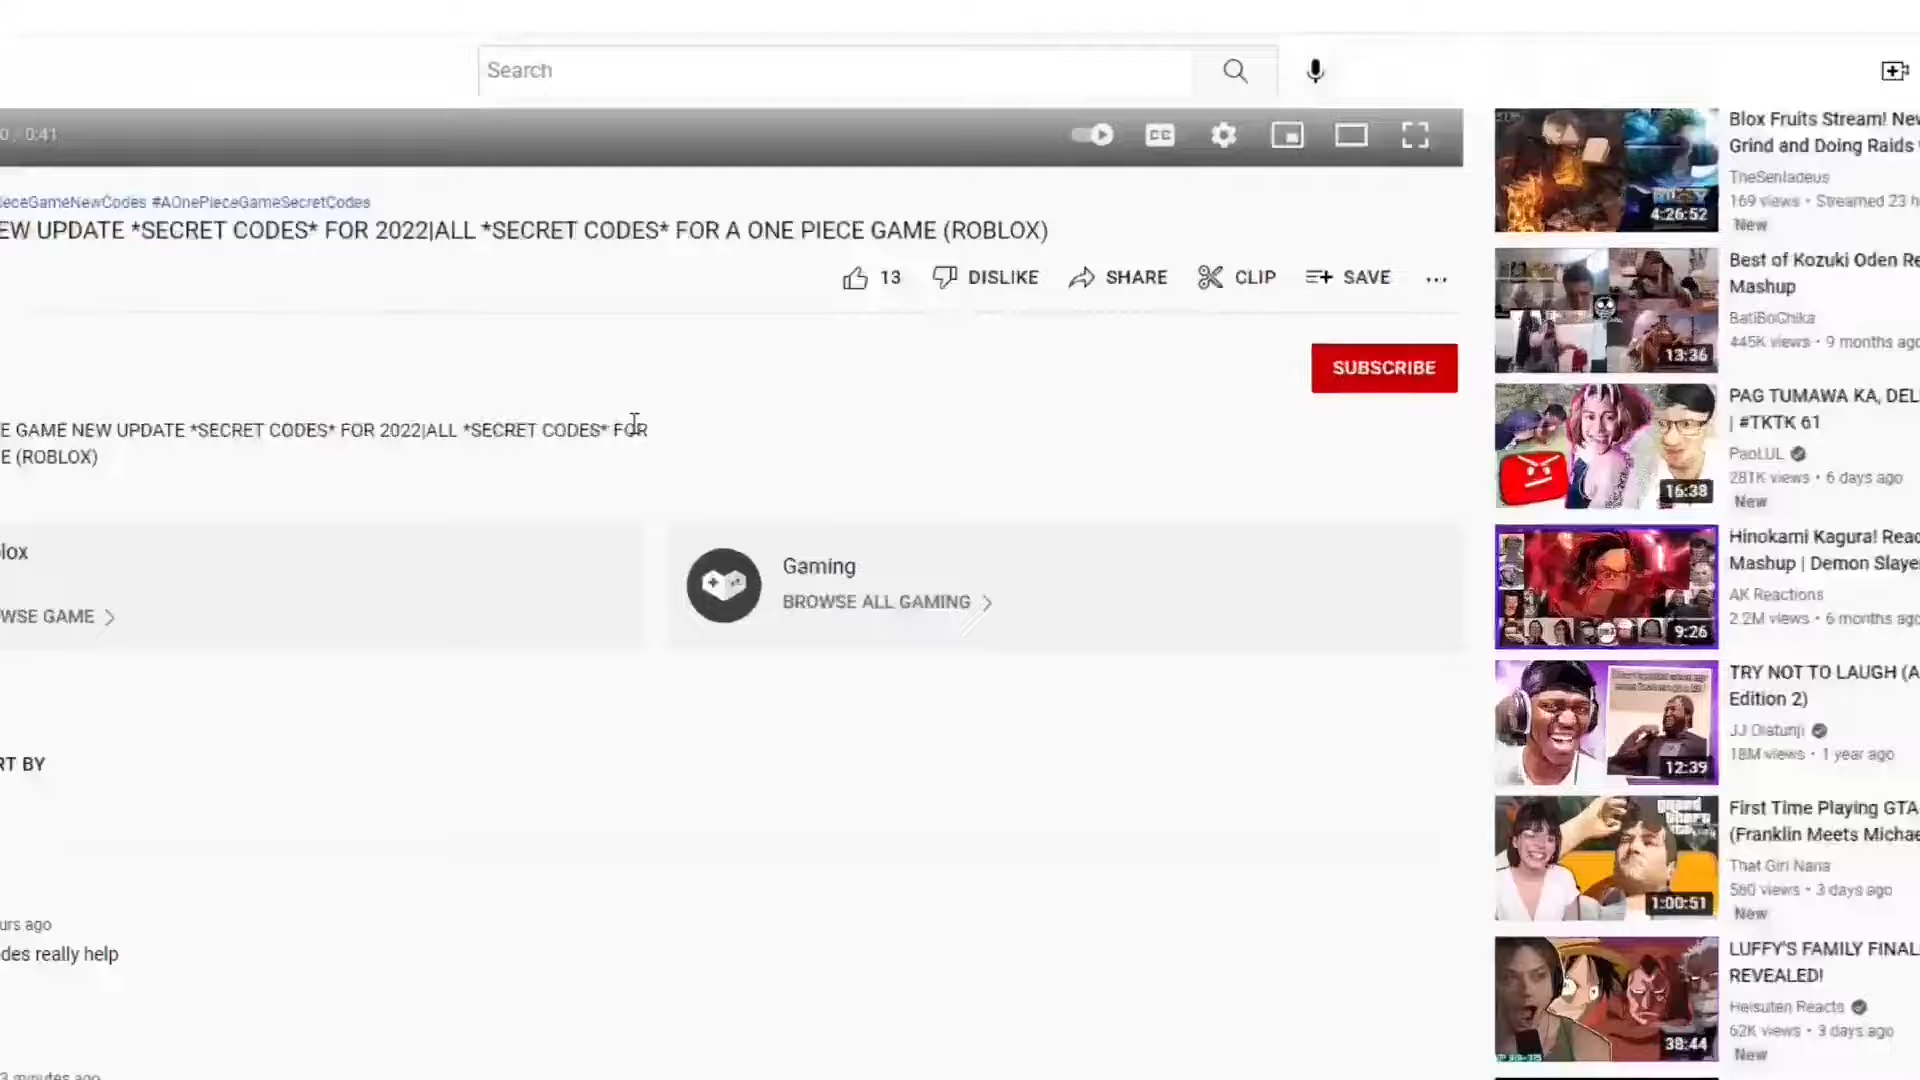 Search
0:41
ieceGameNewCodes #AOnePieceGameSecretCodes
EW UPDATE *SECRET CODES* FOR 2022|ALL *SECRET CODES* FOR A ONE PIECE GAME (ROBLOX)
13 DISLIKE SHARE CLIP SAVE ...
SUBSCRIBE
E GAME NEW UPDATE *SECRET CODES* FOR 2022|ALL *SECRET CODES* FOR
E (ROBLOX)
lox
WSE GAME
Gaming
BROWSE ALL GAMING
RT BY
urs ago
des really help
3 minutes ago
Blox Fruits Stream! New
Grind and Doing Raids
TheSenladeus
169 views • Streamed 23 h
New
4:26:52
Best of Kozuki Oden Re
Mashup
BatiBoiChika
445K views • 9 months ago
13:36
PAG TUMAWA KA, DEL
| #TKTK 61
PaoLUL
281K views • 6 days ago
New
16:38
Hinokami Kagura! Reac
Mashup | Demon Slaye
AK Reactions
2.2M views • 6 months ago
9:26
TRY NOT TO LAUGH (A
Edition 2)
JJ Olatunji
18M views • 1 year ago
12:39
First Time Playing GTA
(Franklin Meets Michae
That Girl Nana
580 views • 3 days ago
New
1:00:51
LUFFY'S FAMILY FINAL
REVEALED!
Heisuten Reacts
62K views • 3 days ago
New
38:44